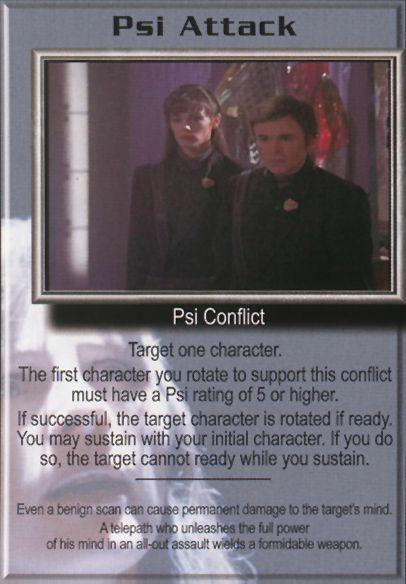 Psi Attack
Psi Conflict
Target one character.
The first character you rotate to support this conflict
must have a Psi rating of 5 or higher.
If successful, the target character is rotated if ready.
You may sustain with your initial character. If you do
so, the target cannot ready while you sustain.
Even a benign scan can cause permanent damage to the target's mind.
A telepath who unleashes the full power
of his mind in an all-out assault wields a formidable weapon.